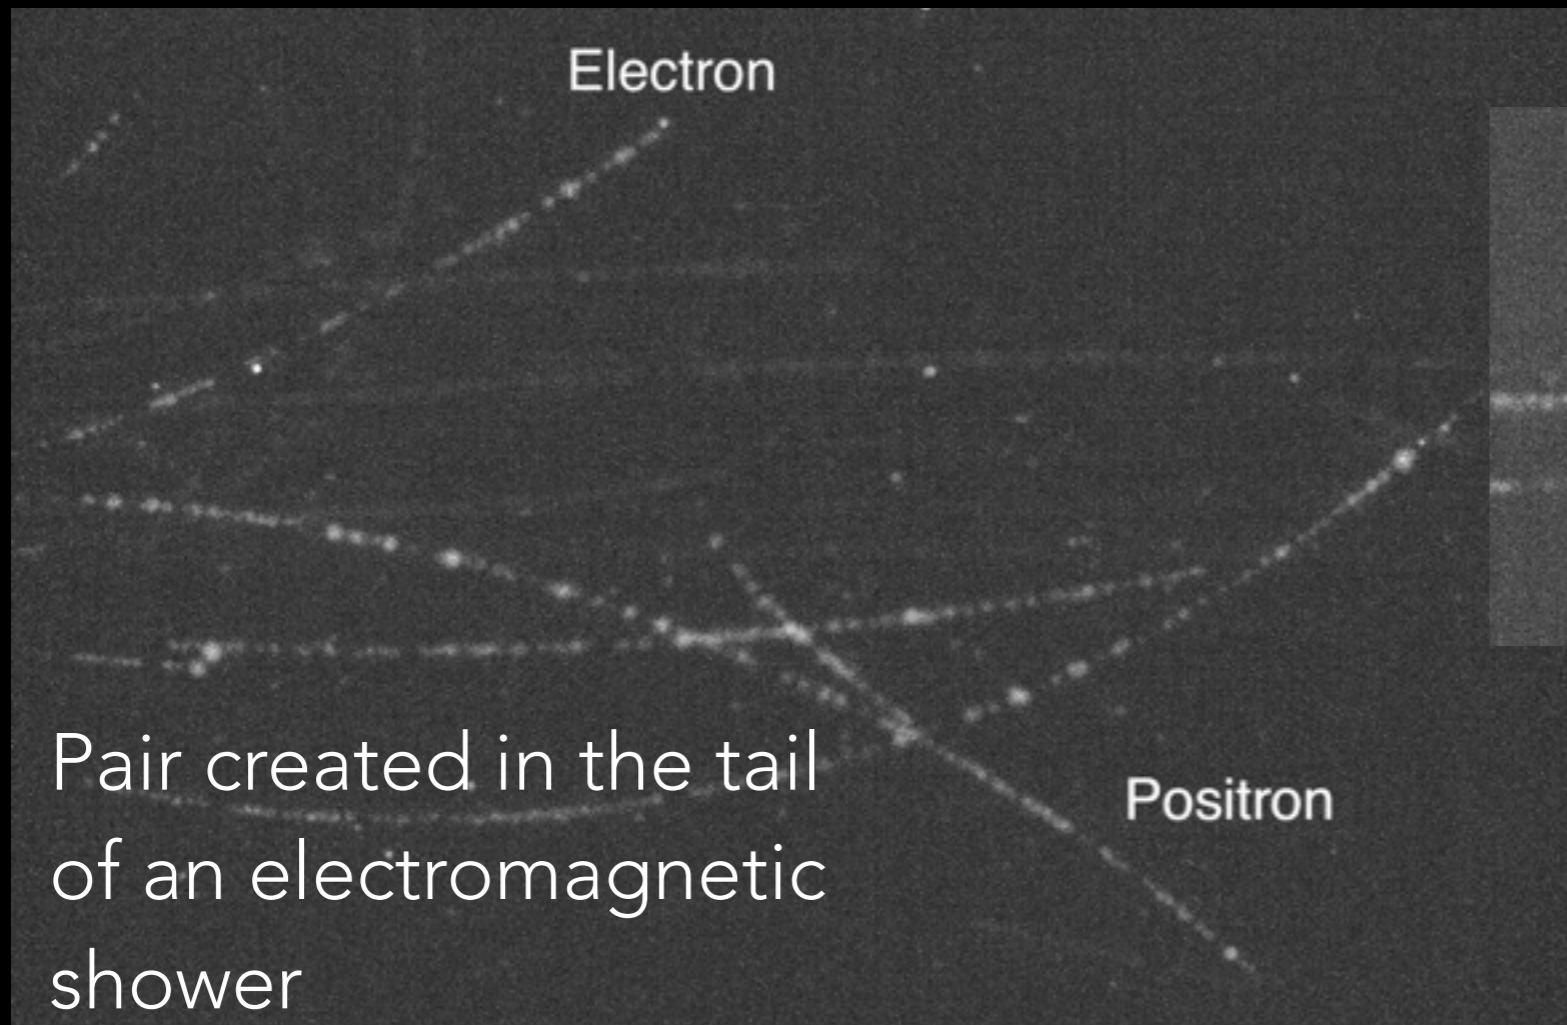 Electron
Positron
Pair created in the tail
of an electromagnetic
shower